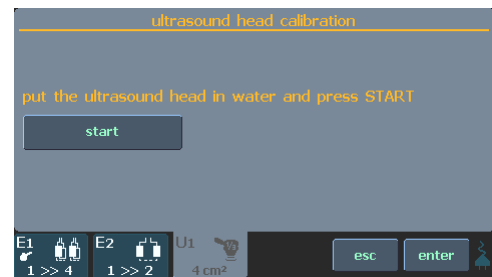 ultrasound head calibration
put the ultrasound head in water and press START
start
E1 E2 U1
1 >> 4 1 >> 2 4 cm²
esc enter